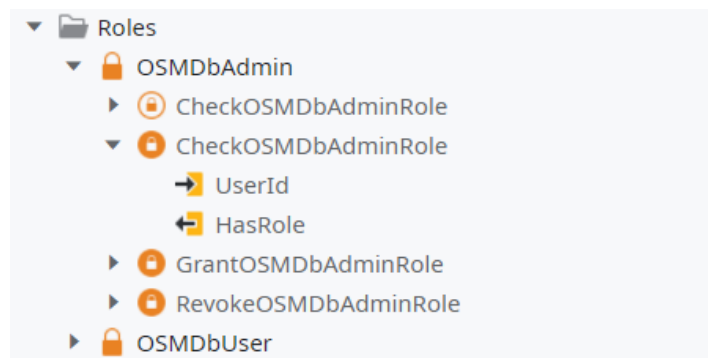 Roles
OSMDbAdmin
CheckOSMDbAdminRole
CheckOSMDbAdminRole
UserId
HasRole
GrantOSMDbAdminRole
RevokeOSMDbAdminRole
OSMDbUser